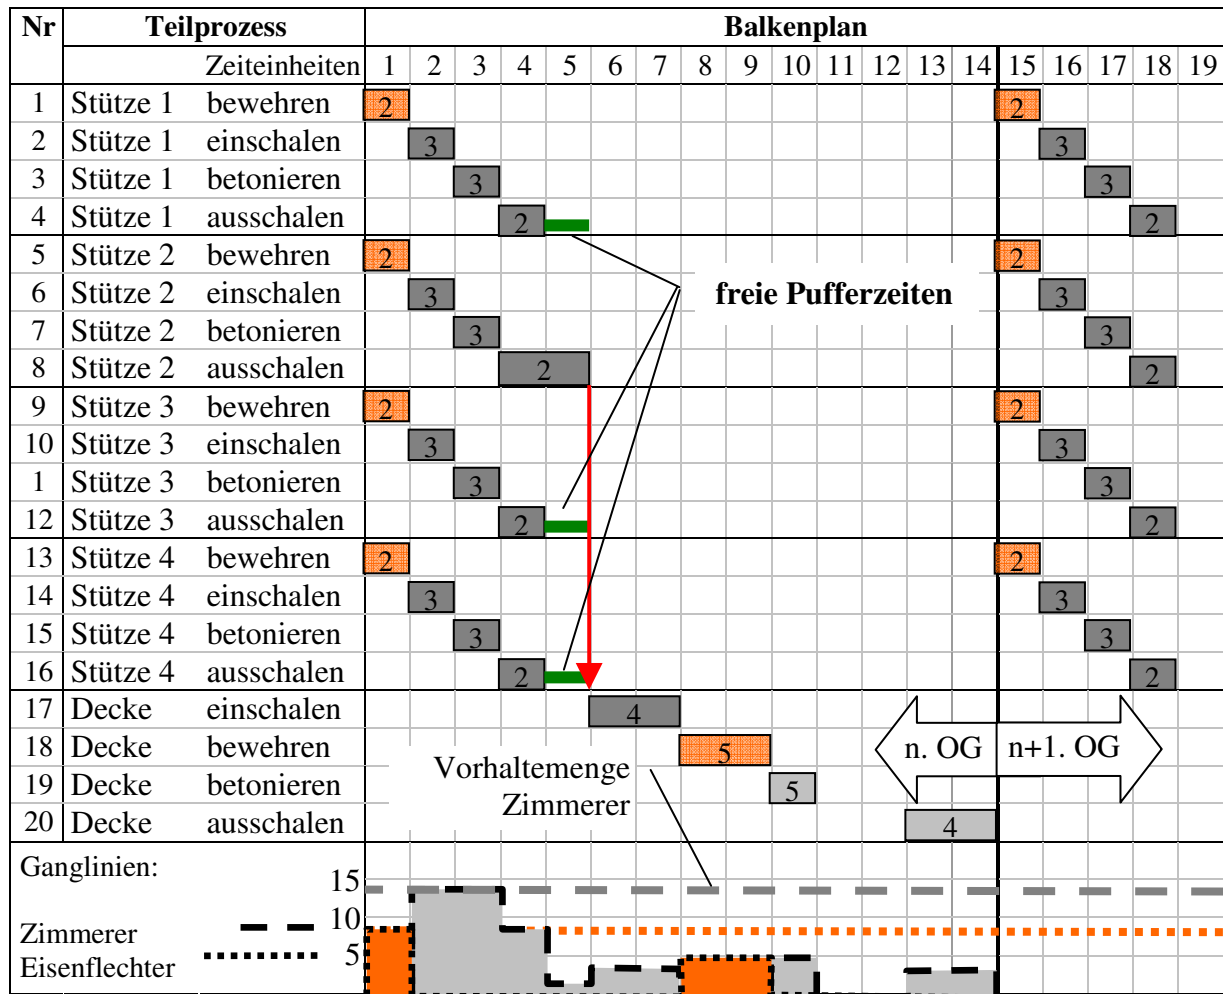 Nr Teilprozess Balkenplan
Zeiteinheiten 1 2 3 4 5 6 7 8 9 10 11 12 13 14 15 16 17 18 19
1 Stütze 1 bewehren 2 2
2 Stütze 1 einschalen 3 3
3 Stütze 1 betonieren 3 3
4 Stütze 1 ausschalen 2 2
5 Stütze 2 bewehren 2 2
6 Stütze 2 einschalen 3 freie Pufferzeiten 3
7 Stütze 2 betonieren 3 3
8 Stütze 2 ausschalen 2 2
9 Stütze 3 bewehren 2 2
10 Stütze 3 einschalen 3 3
1 Stütze 3 betonieren 3 3
12 Stütze 3 ausschalen 2 2
13 Stütze 4 bewehren 2 2
14 Stütze 4 einschalen 3 3
15 Stütze 4 betonieren 3 3
16 Stütze 4 ausschalen 2 2
17 Decke einschalen 4
18 Decke bewehren 5 n. OG n+1. OG
19 Decke betonieren Vorhaltemenge 5
Zimmerer
20 Decke ausschalen 4
Ganglinien:
15
10
Zimmerer
5
Eisenflechter